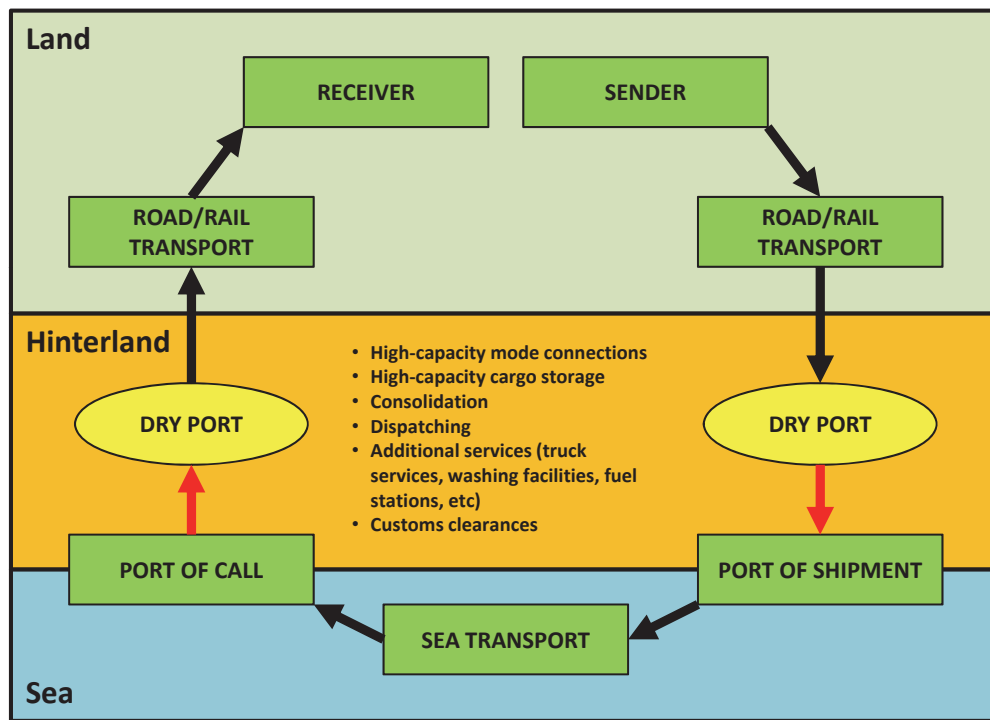 Land
RECEIVER
SENDER
ROAD/RAIL
TRANSPORT
ROAD/RAIL
TRANSPORT
Hinterland
• High-capacity mode connections
• High-capacity cargo storage
• Consolidation
• Dispatching
• Additional services (truck
services, washing facilities, fuel
stations, etc)
• Customs clearances
DRY PORT
DRY PORT
PORT OF CALL
PORT OF SHIPMENT
SEA TRANSPORT
Sea